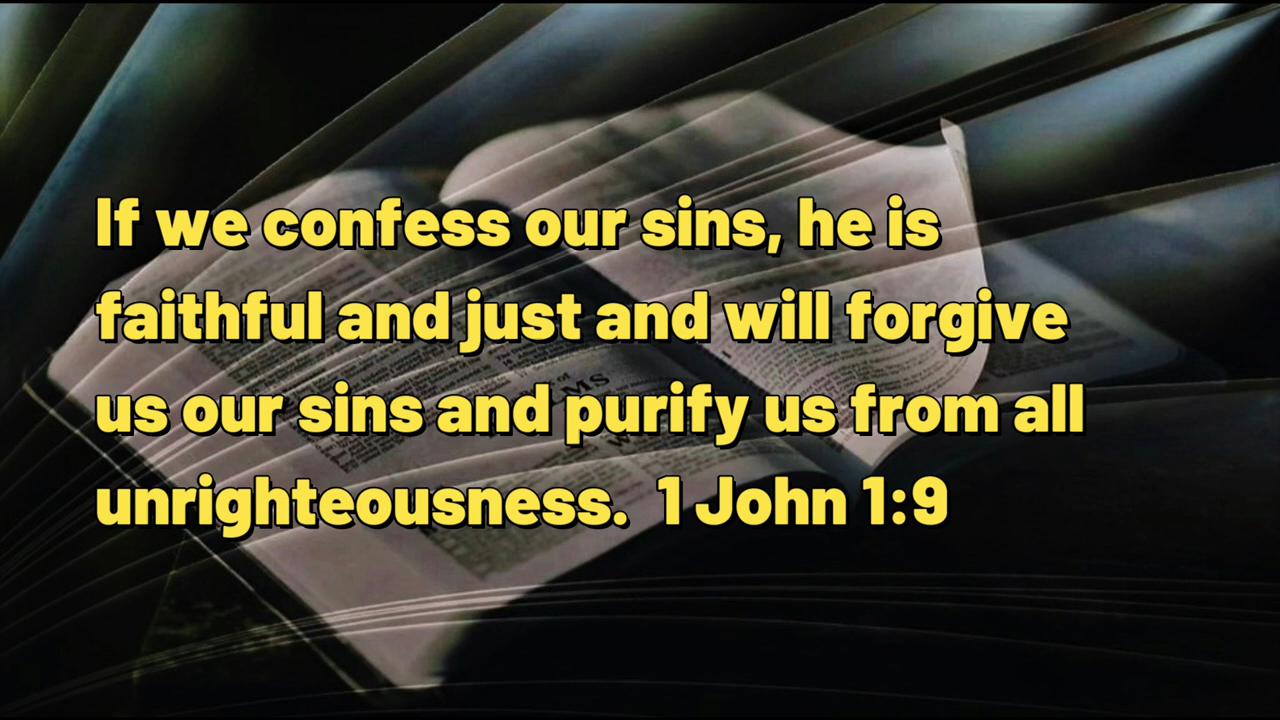 If we confess our sins, he is
faithful and just and will forgive
us our sins and purify us from all
unrighteousness.  1 John 1:9